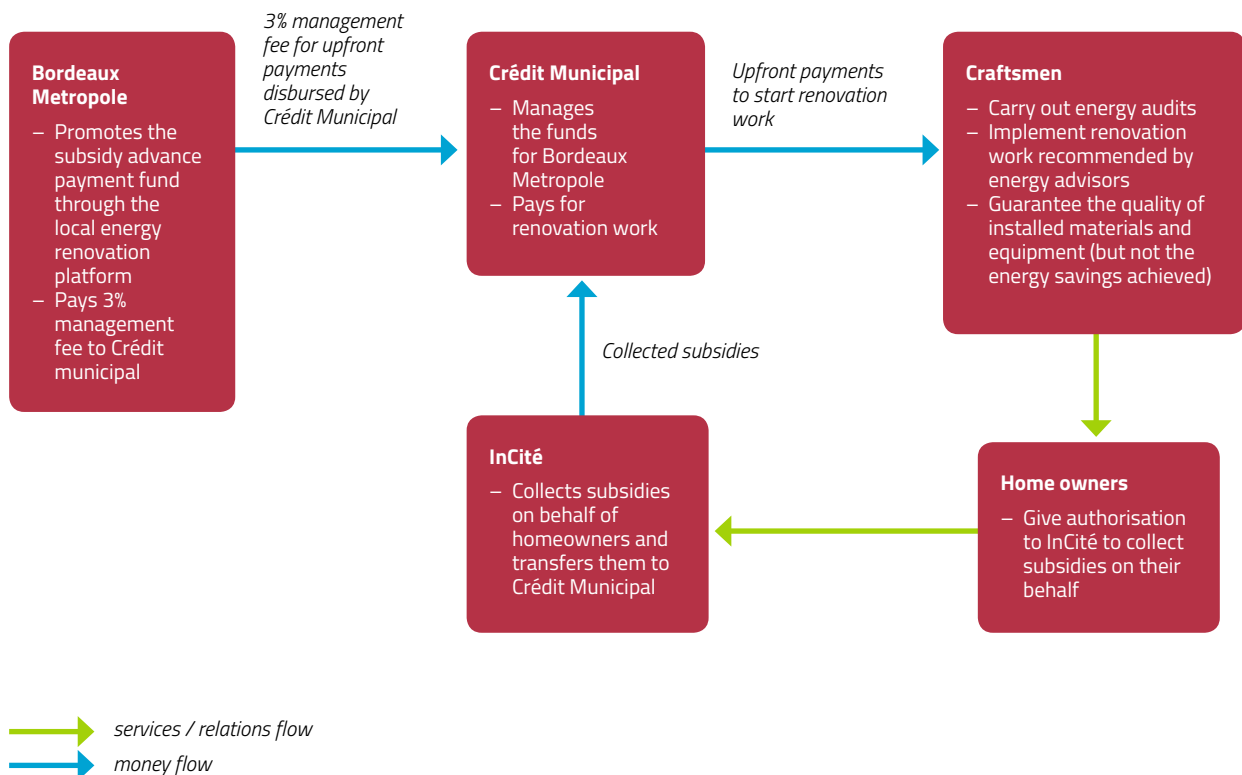 Bordeaux
Metropole
– Promotes the
subsidy advance
payment fund
through the
local energy
renovation
platform
– Pays 3%
management
fee to Crédit
municipal
3% management
fee for upfront
payments
disbursed by
Crédit Municipal
Crédit Municipal
– Manages
the funds
for Bordeaux
Metropole
– Pays for
renovation work
Upfront payments
to start renovation
work
Craftsmen
– Carry out energy audits
– Implement renovation
work recommended by
energy advisors
– Guarantee the quality of
installed materials and
equipment (but not the
energy savings achieved)
Collected subsidies
InCité
– Collects subsidies
on behalf of
homeowners and
transfers them to
Crédit Municipal
Home owners
– Give authorisation
to InCité to collect
subsidies on their
behalf
services / relations flow
money flow